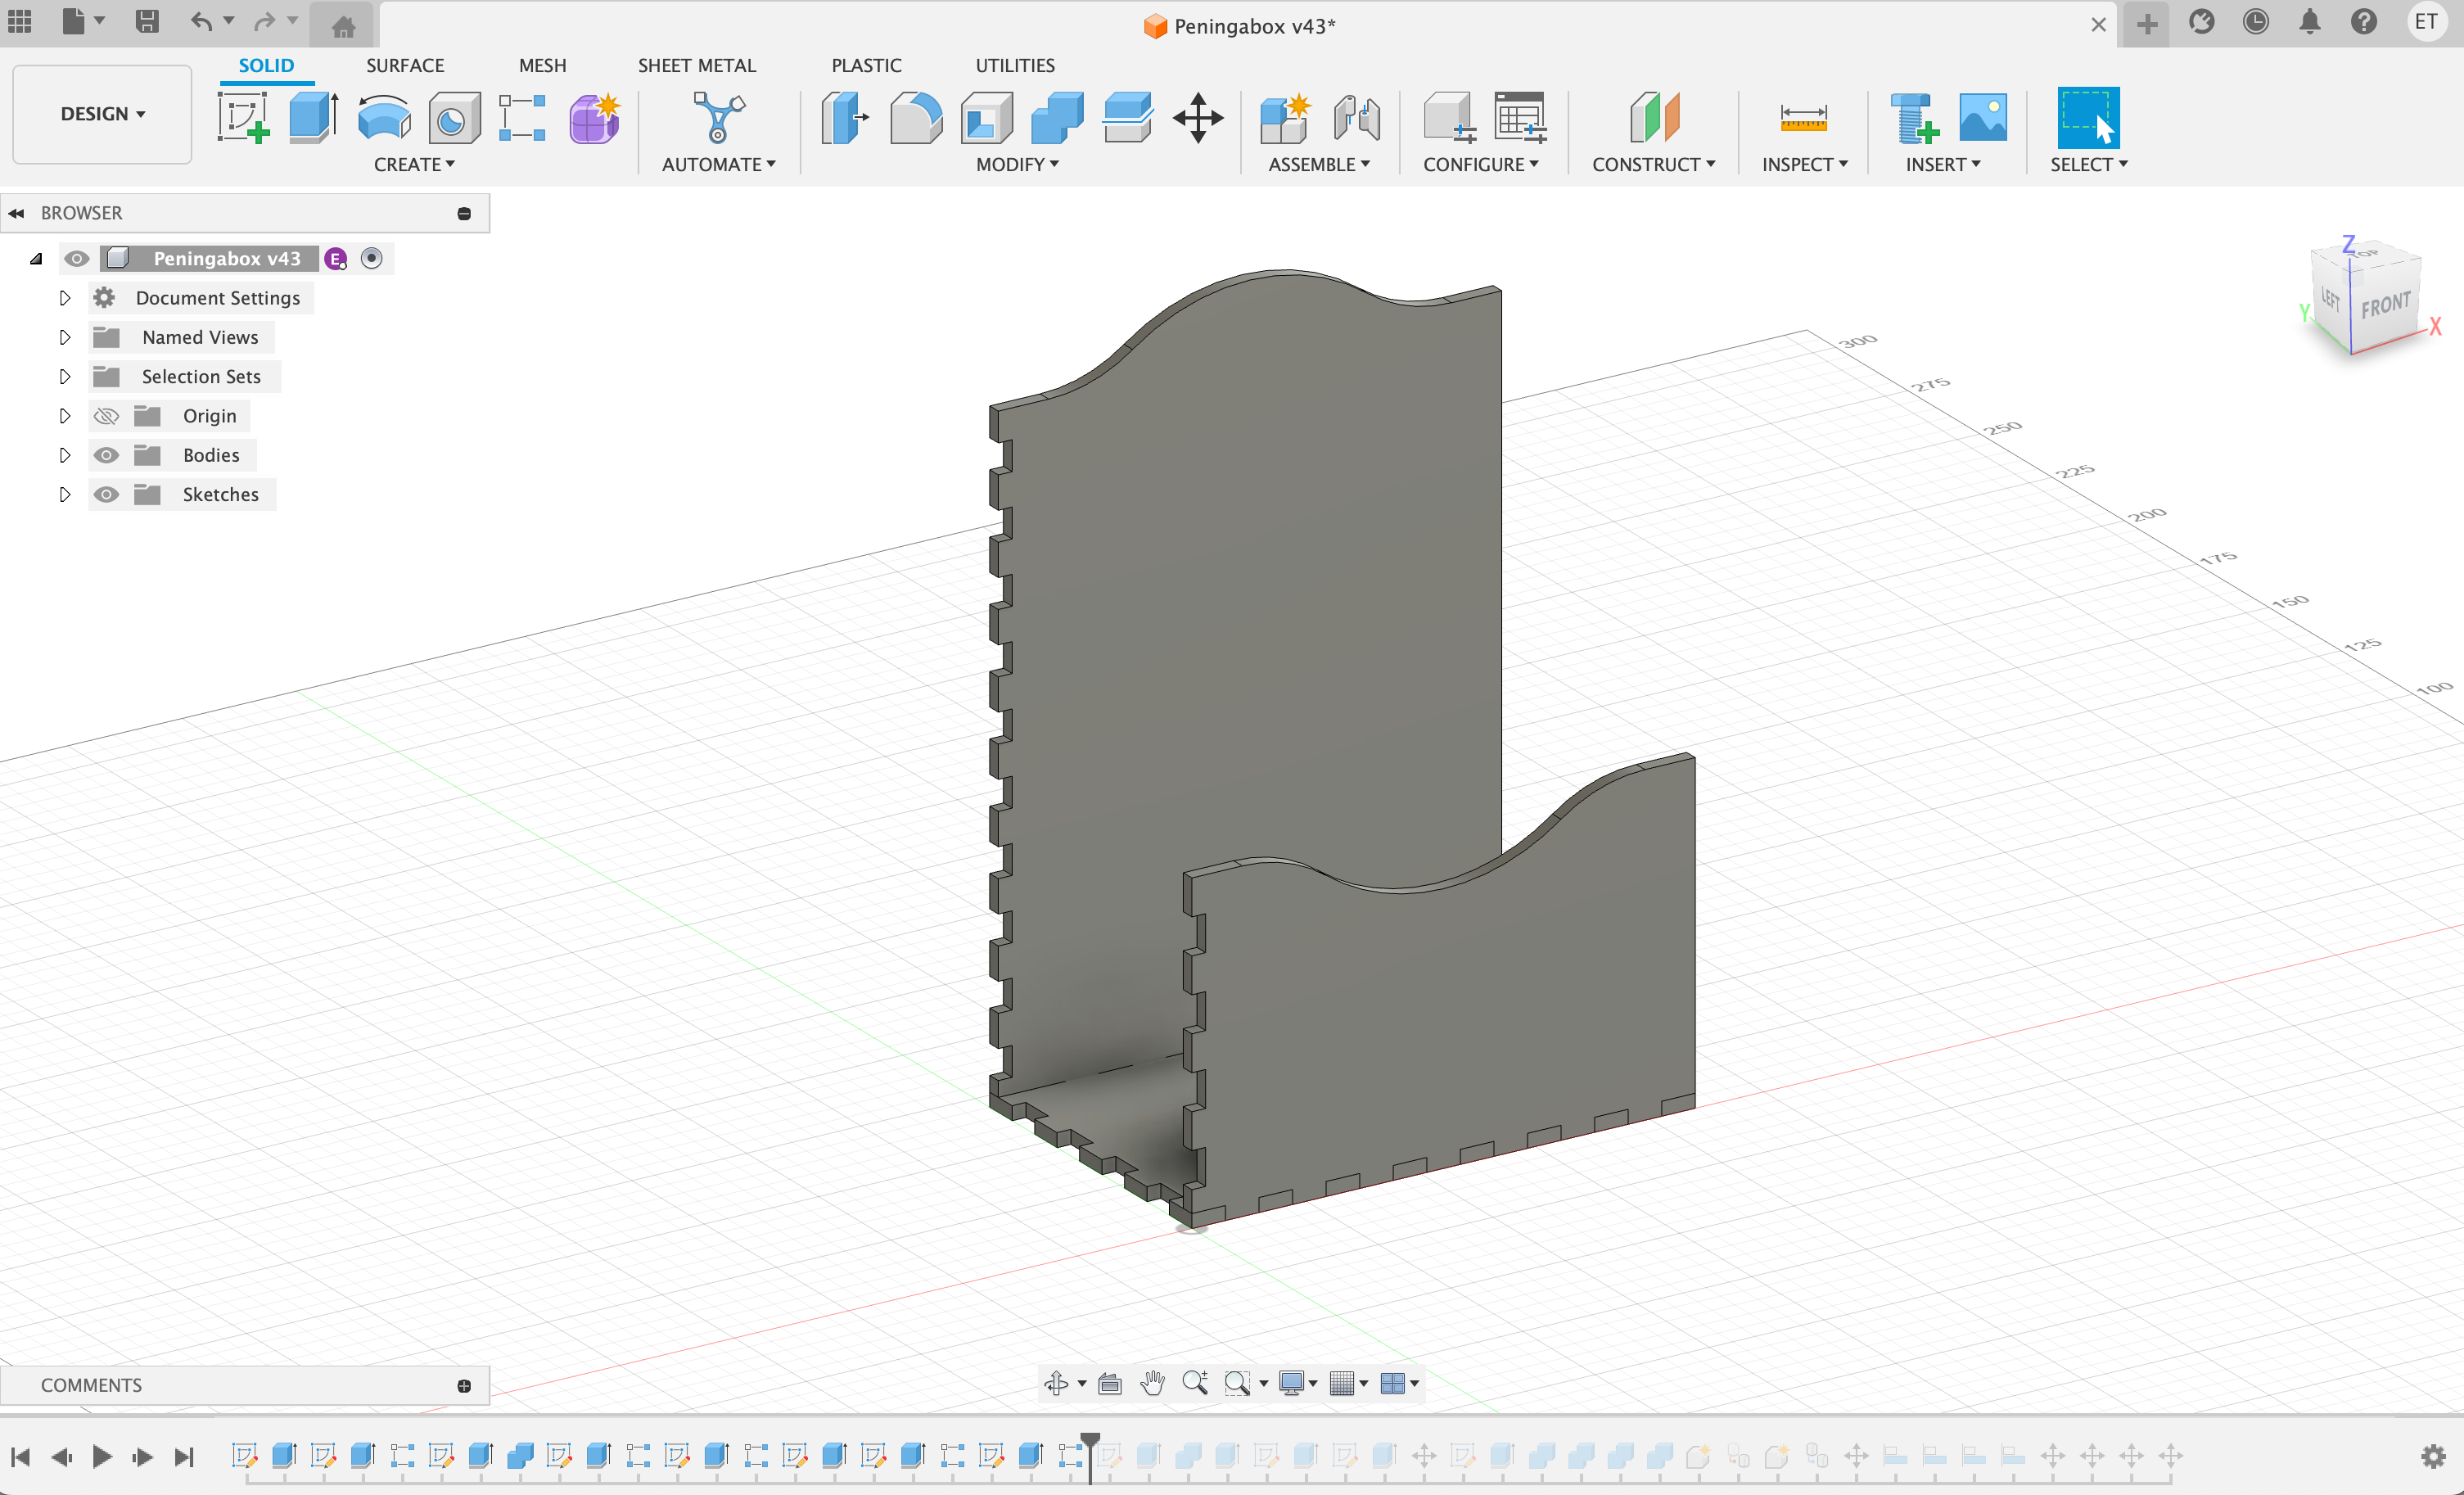 Peningabox v43*
ET
DESIGN
SOLID
SURFACE
MESH
SHEET METAL
PLASTIC
UTILITIES
CREATE
AUTOMATE
MODIFY
ASSEMBLE
CONFIGURE
CONSTRUCT
INSPECT
INSERT
SELECT
BROWSER
Peningabox v43
E
Document Settings
Named Views
Selection Sets
Origin
Bodies
Sketches
Z
TOP
LEFT
FRONT
Y
X
300
275
250
225
200
175
150
125
100
COMMENTS